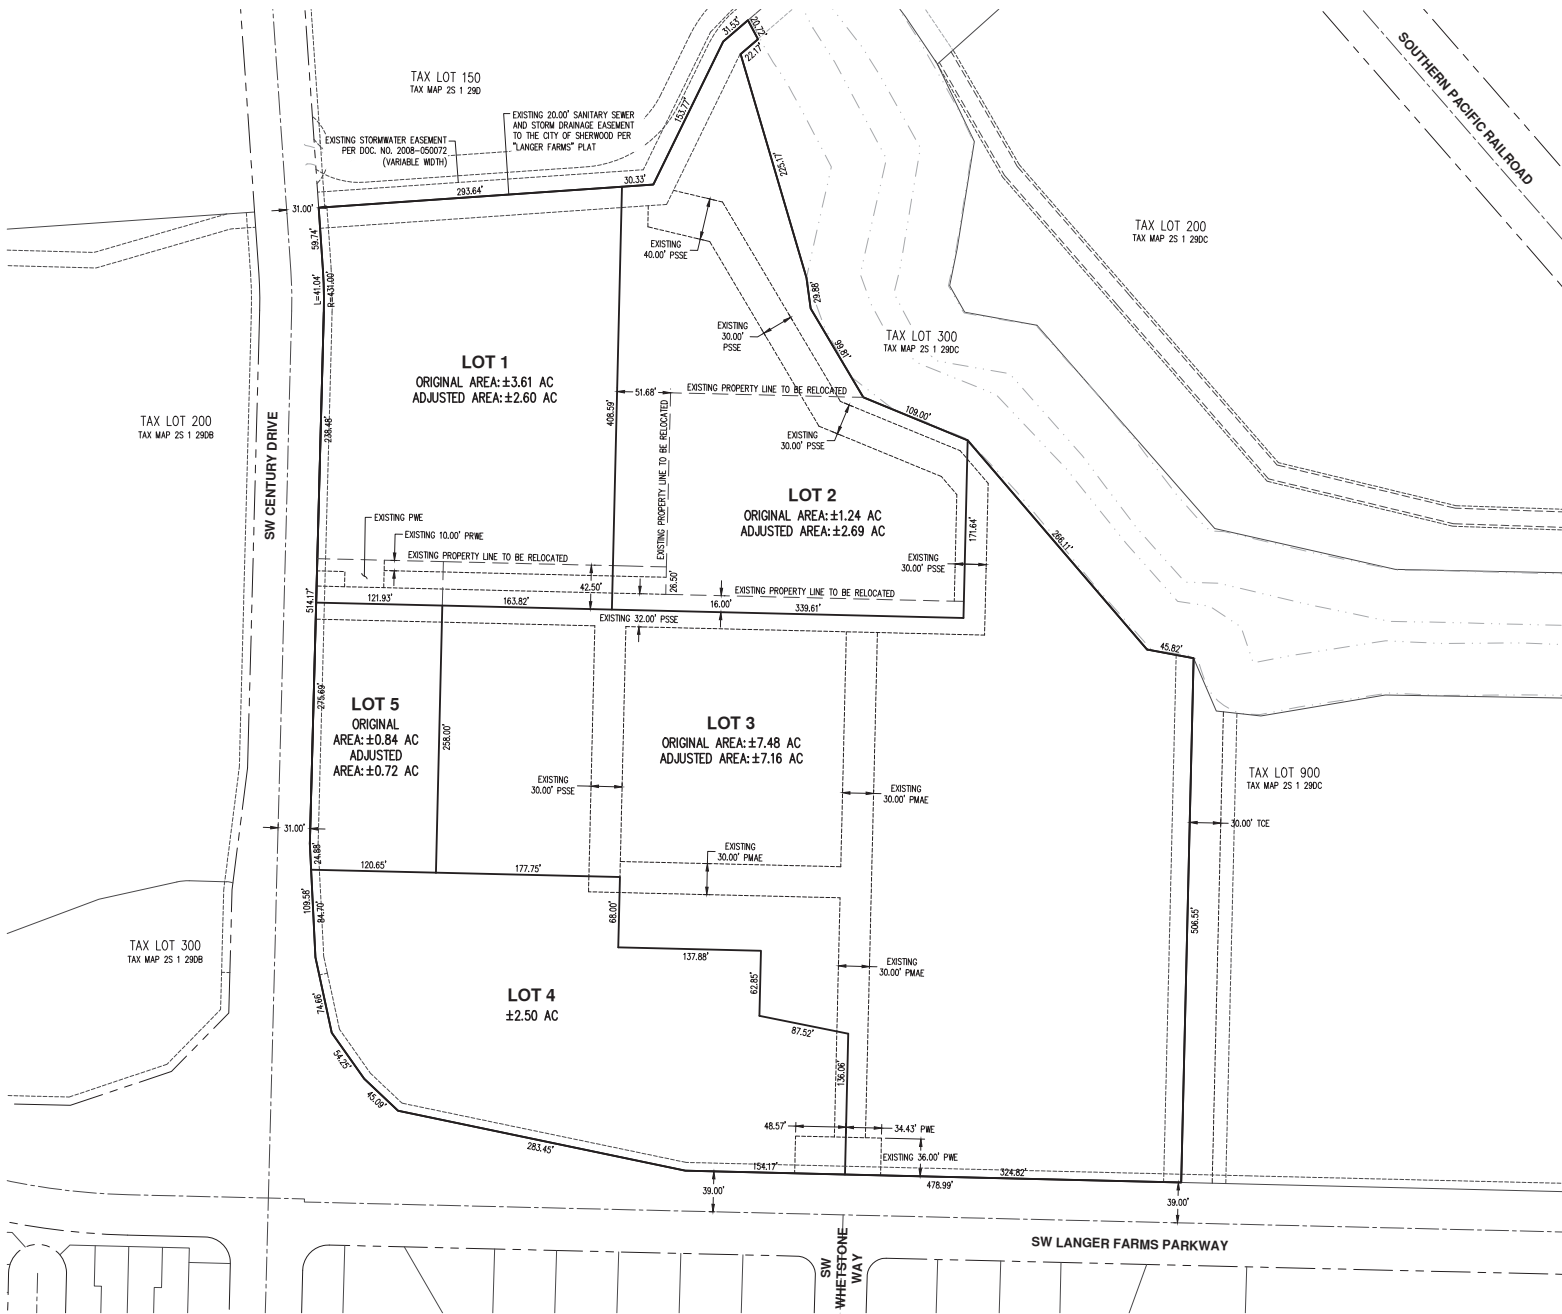 31.53'
20.72'
22.17'
SOUTHERN PACIFIC RAILROAD
TAX LOT 150
TAX MAP 2S 1 29D
153.77'
EXISTING 20.00' SANITARY SEWER
AND STORM DRAINAGE EASEMENT
TO THE CITY OF SHERWOOD PER
"LANGER FARMS" PLAT
EXISTING STORMWATER EASEMENT
PER DOC. NO. 2008-050072
(VARIABLE WIDTH)
225.17'
30.33'
293.64'
31.00'
59.74'
TAX LOT 200
TAX MAP 2S 1 29DC
EXISTING
40.00' PSSE
L=41.04'
R=431.00'
29.88'
EXISTING
30.00'
PSSE
99.81'
TAX LOT 300
TAX MAP 2S 1 29DC
LOT 1
ORIGINAL AREA: ±3.61 AC
ADJUSTED AREA: ±2.60 AC
51.68'
EXISTING PROPERTY LINE TO BE RELOCATED
408.59'
EXISTING PROPERTY LINE TO BE RELOCATED
109.00'
TAX LOT 200
TAX MAP 2S 1 29DB
SW CENTURY DRIVE
238.48'
EXISTING
30.00' PSSE
LOT 2
ORIGINAL AREA: ±1.24 AC
ADJUSTED AREA: ±2.69 AC
171.64'
266.11'
EXISTING PWE
EXISTING 10.00' PRWE
EXISTING PROPERTY LINE TO BE RELOCATED
EXISTING
30.00' PSSE
42.50'
26.50'
EXISTING PROPERTY LINE TO BE RELOCATED
514.17'
121.93'
163.82'
16.00'
339.61'
EXISTING 32.00' PSSE
45.82'
275.69'
LOT 5
ORIGINAL
AREA: ±0.84 AC
ADJUSTED
AREA: ±0.72 AC
258.00'
LOT 3
ORIGINAL AREA: ±7.48 AC
ADJUSTED AREA: ±7.16 AC
EXISTING
30.00' PSSE
EXISTING
30.00' PMAE
TAX LOT 900
TAX MAP 2S 1 29DC
30.00' TCE
31.00'
24.88'
EXISTING
30.00' PMAE
120.65'
177.75'
109.58'
84.70'
68.00'
506.55'
TAX LOT 300
TAX MAP 2S 1 29DB
137.88'
EXISTING
30.00' PMAE
62.85'
LOT 4
±2.50 AC
74.66'
87.52'
54.25'
136.06'
45.09'
48.57'
34.43' PWE
283.45'
EXISTING 36.00' PWE
154.17'
324.82'
478.99'
39.00'
39.00'
SW LANGER FARMS PARKWAY
SW
WHETSTONE
WAY